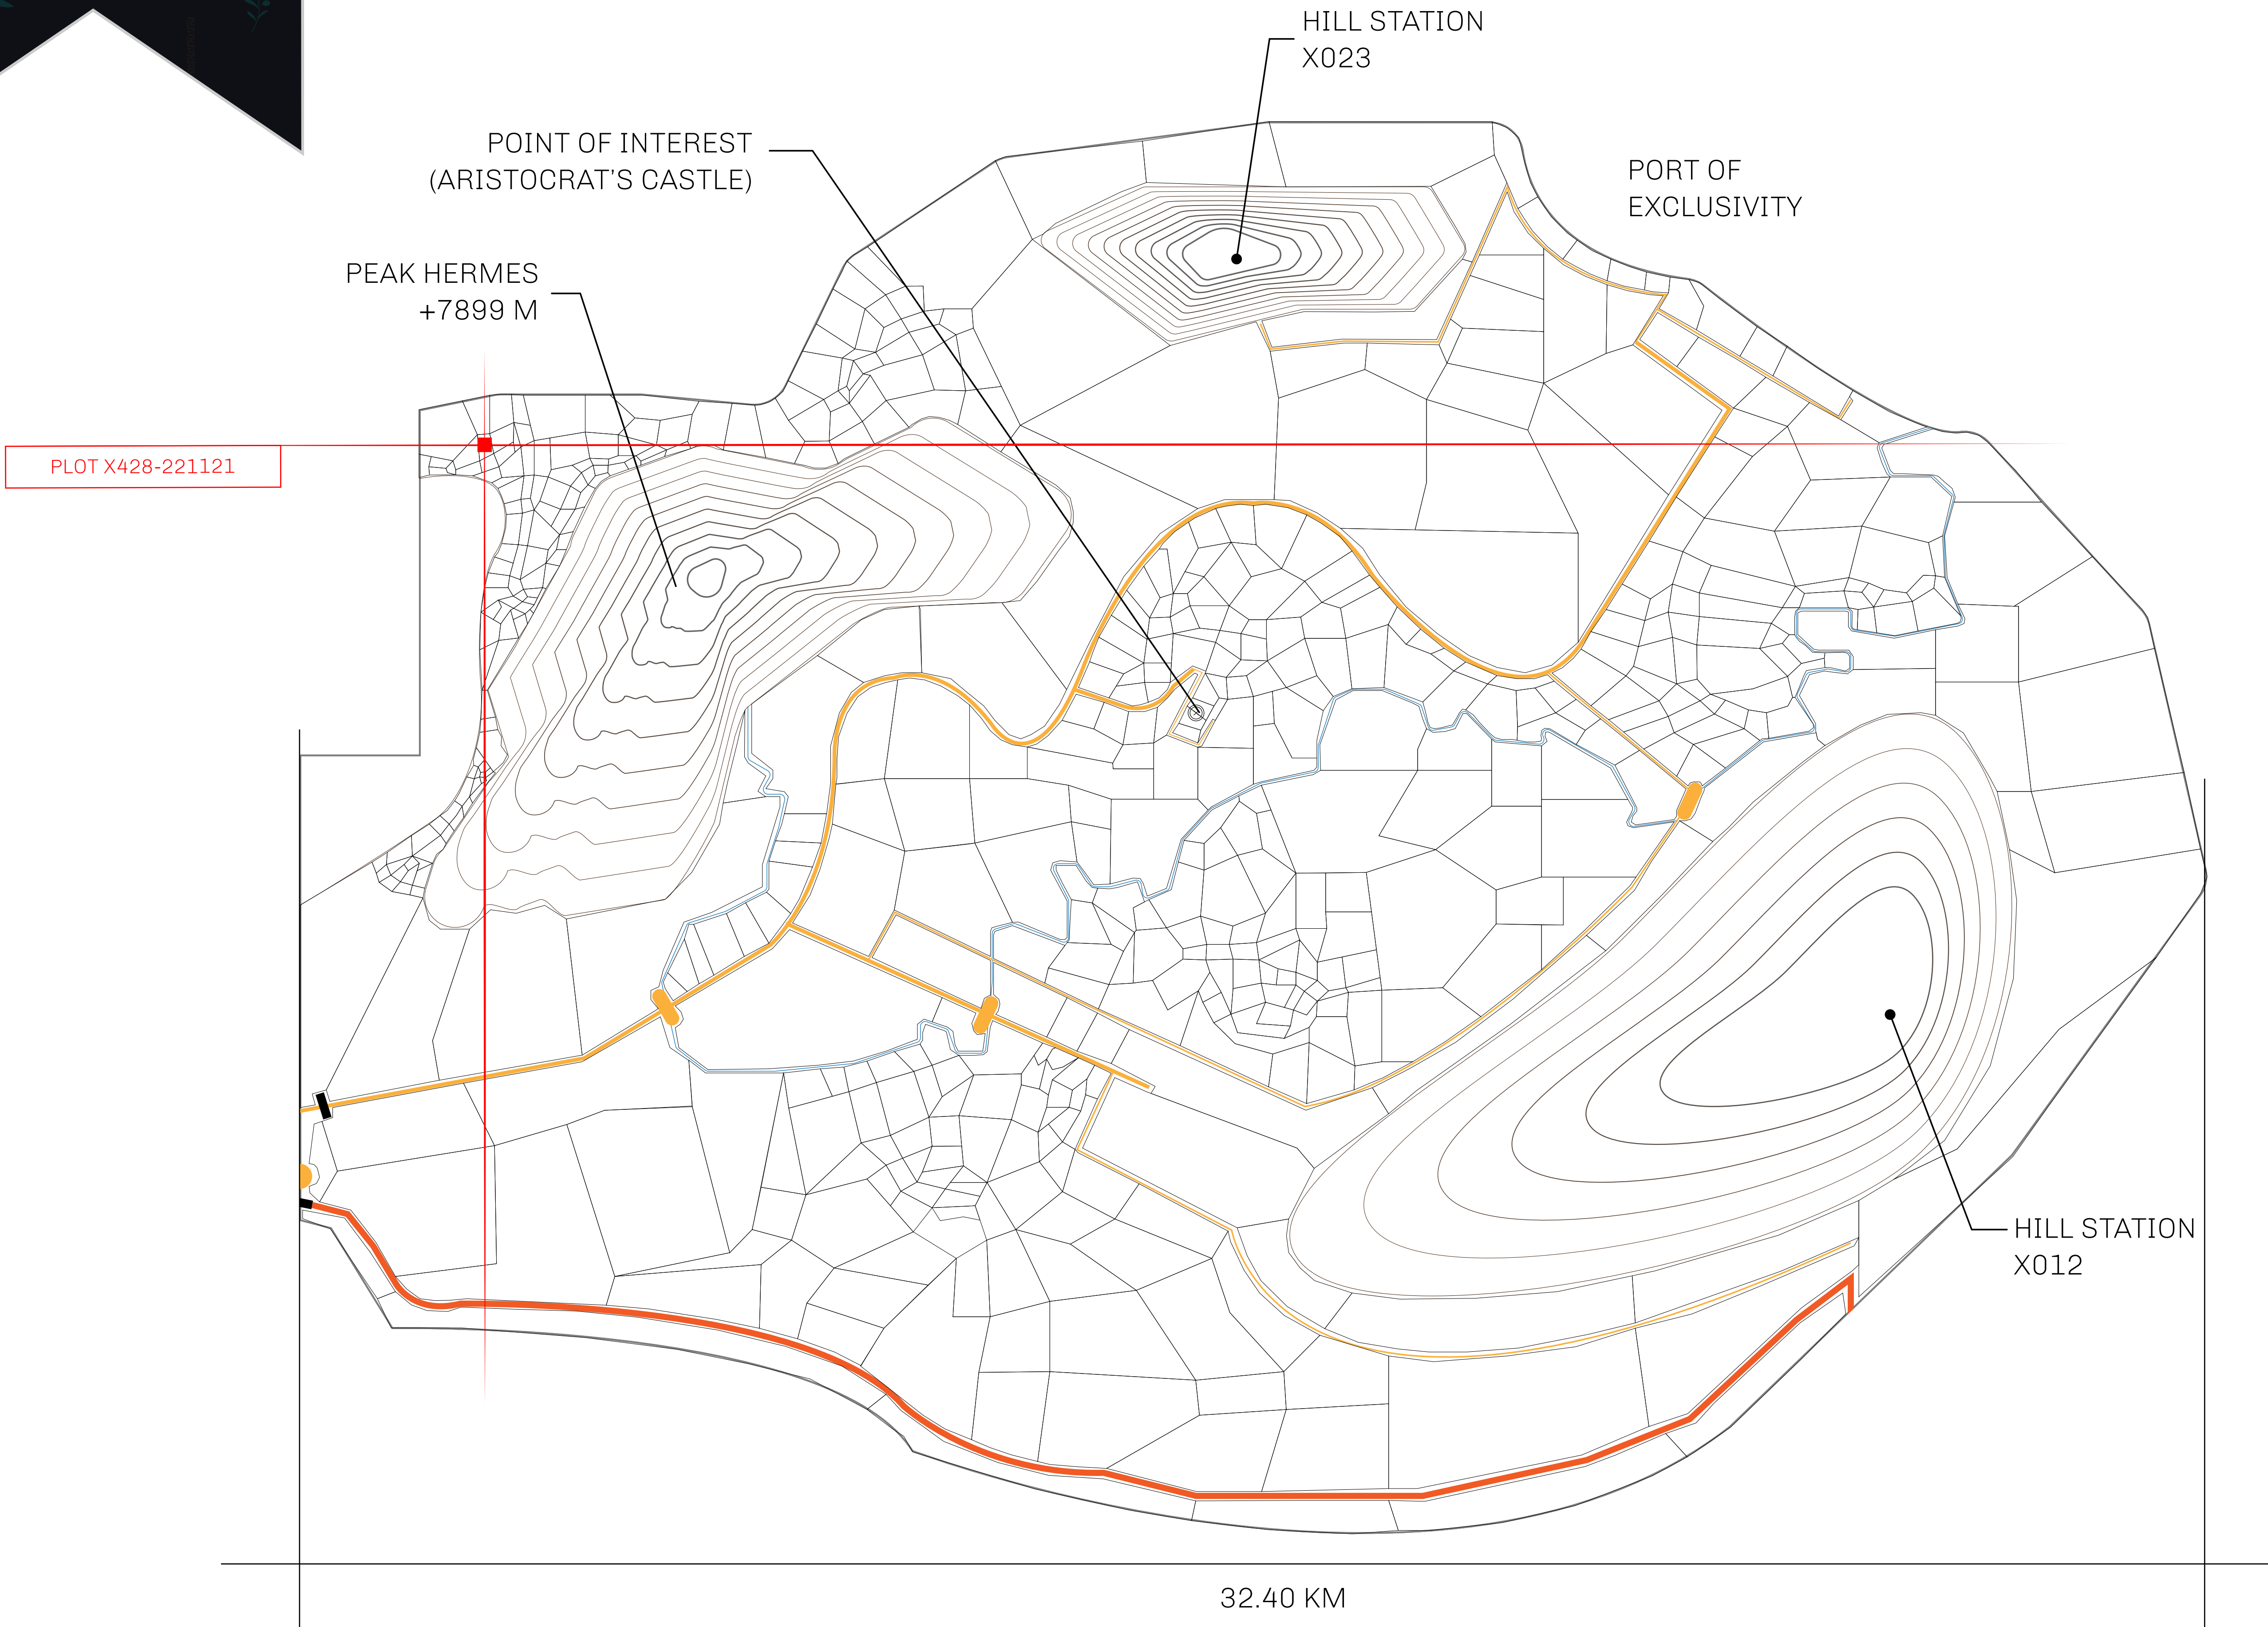 HILL STATION
X023
POINT OF INTEREST
(ARISTOCRAT'S CASTLE)
PORT OF
EXCLUSIVITY
PEAK HERMES
+7899 M
PLOT X428-221121
HILL STATION
X012
32.40 KM